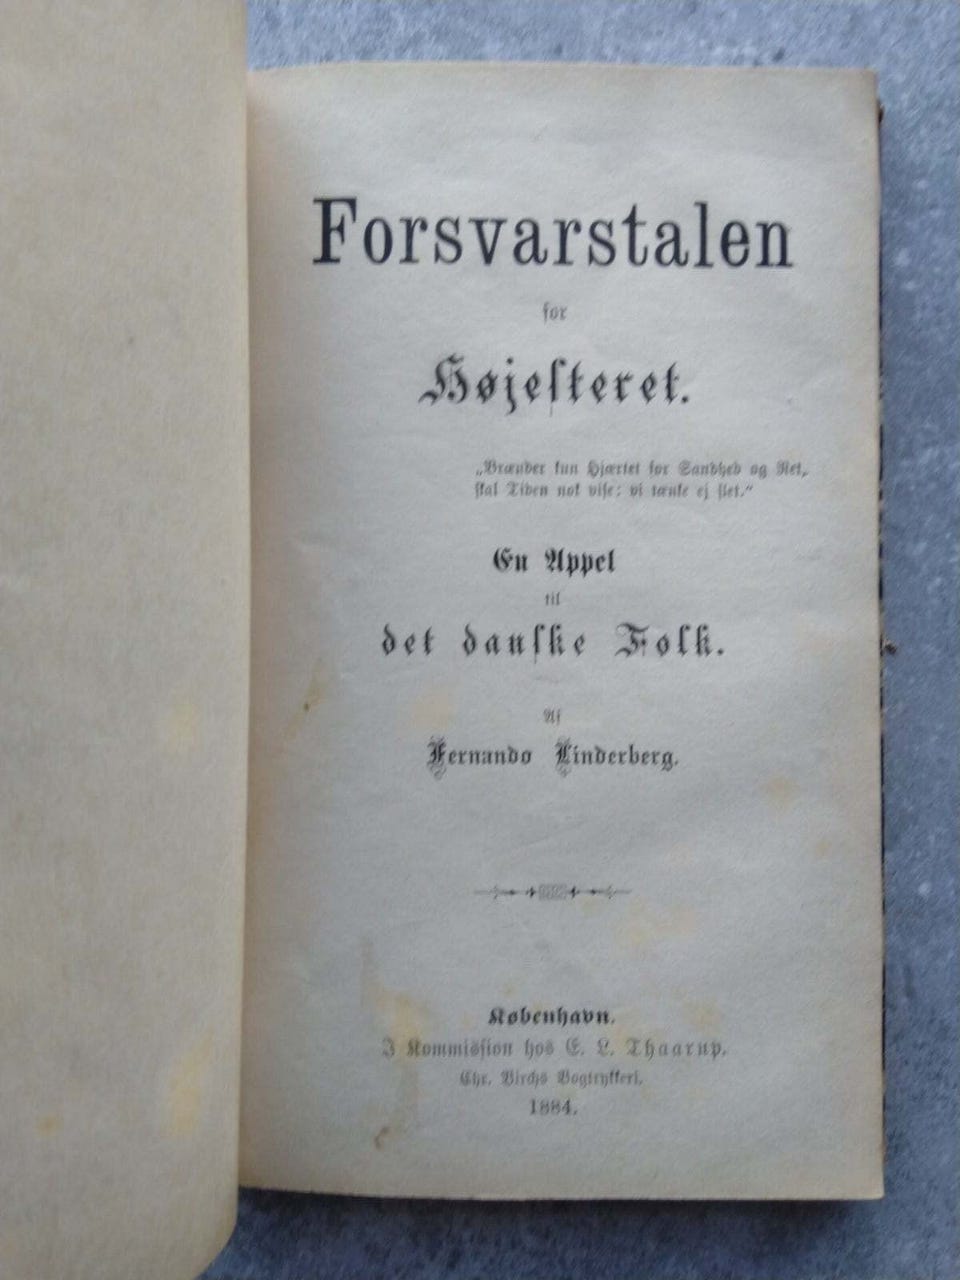 Forsvarstalen
for
Højesteret.
„Brænder kun Hjærtet for Sandhed og Ret,
skal Tiden nok vise: vi tænke ej slet.“
En Appel
til
det danske Folk.
Af
Fernando Linderberg.
København.
I Kommission hos E. L. Thaarup.
Chr. Birchs Bogtrykkeri.
1884.